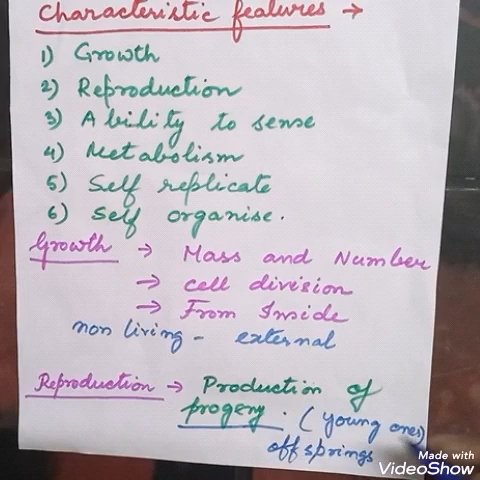 Characteristic features →
1) Growth
2) Reproduction
3) Ability to sense
4) Metabolism
5) Self replicate
6) Self organise.
Growth → Mass and Number
→ cell division
→ From Inside
non living - external
Reproduction → Production of
progeny. (young ones)
off springs
Made with
VideoShow